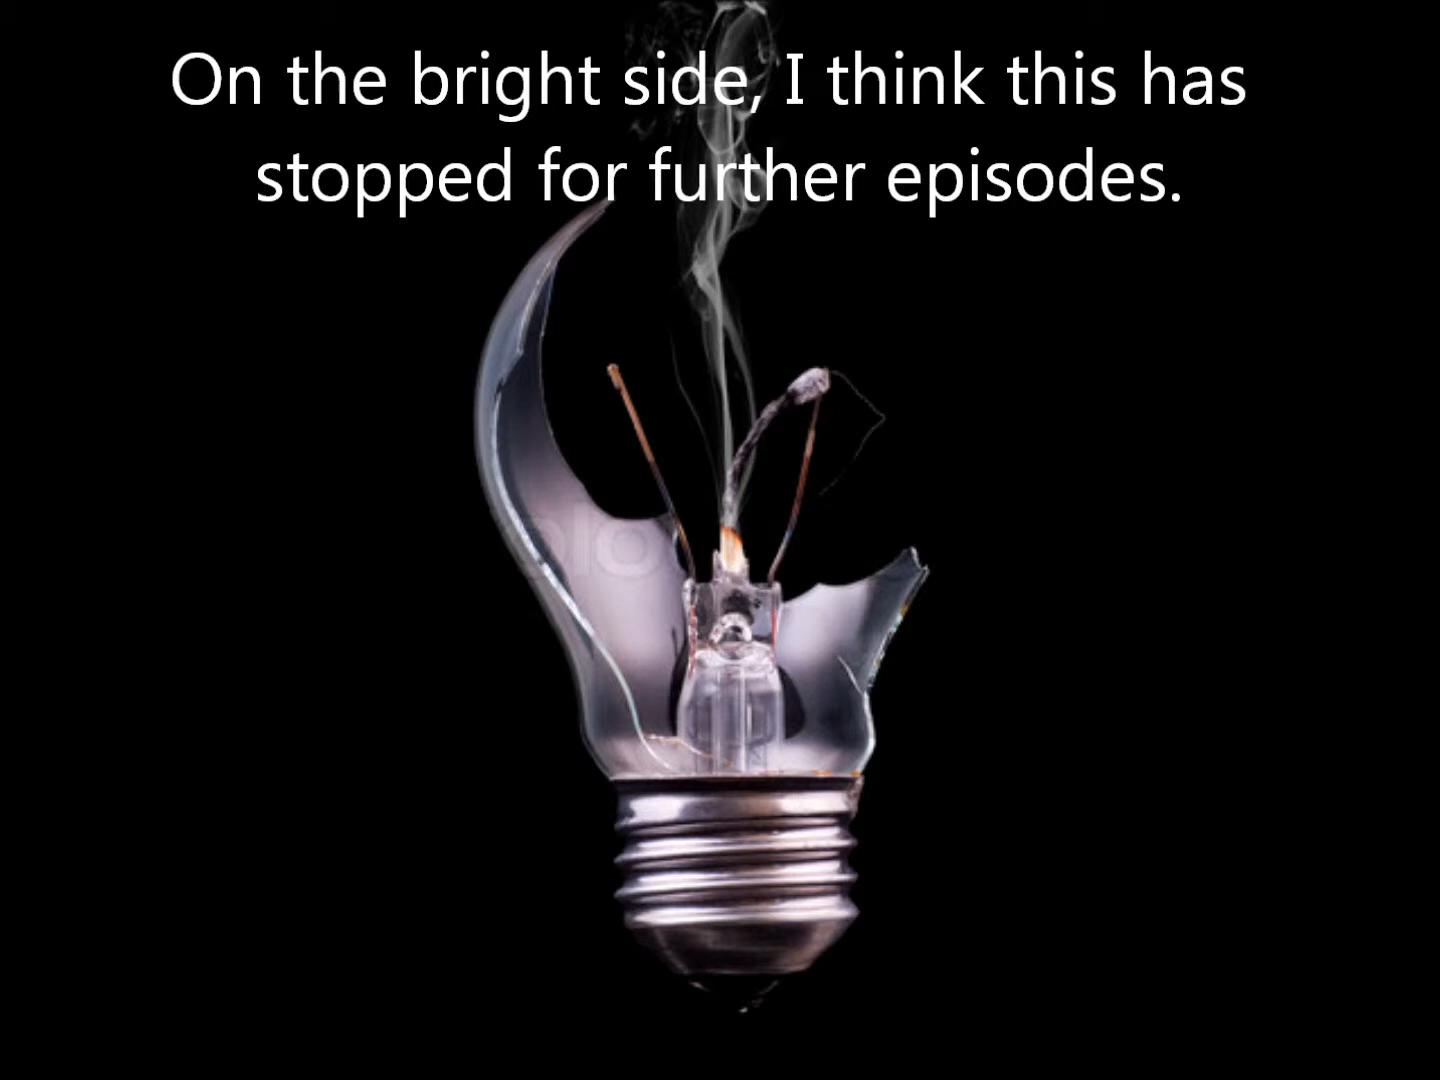 On the bright side, I think this has
stopped for further episodes.